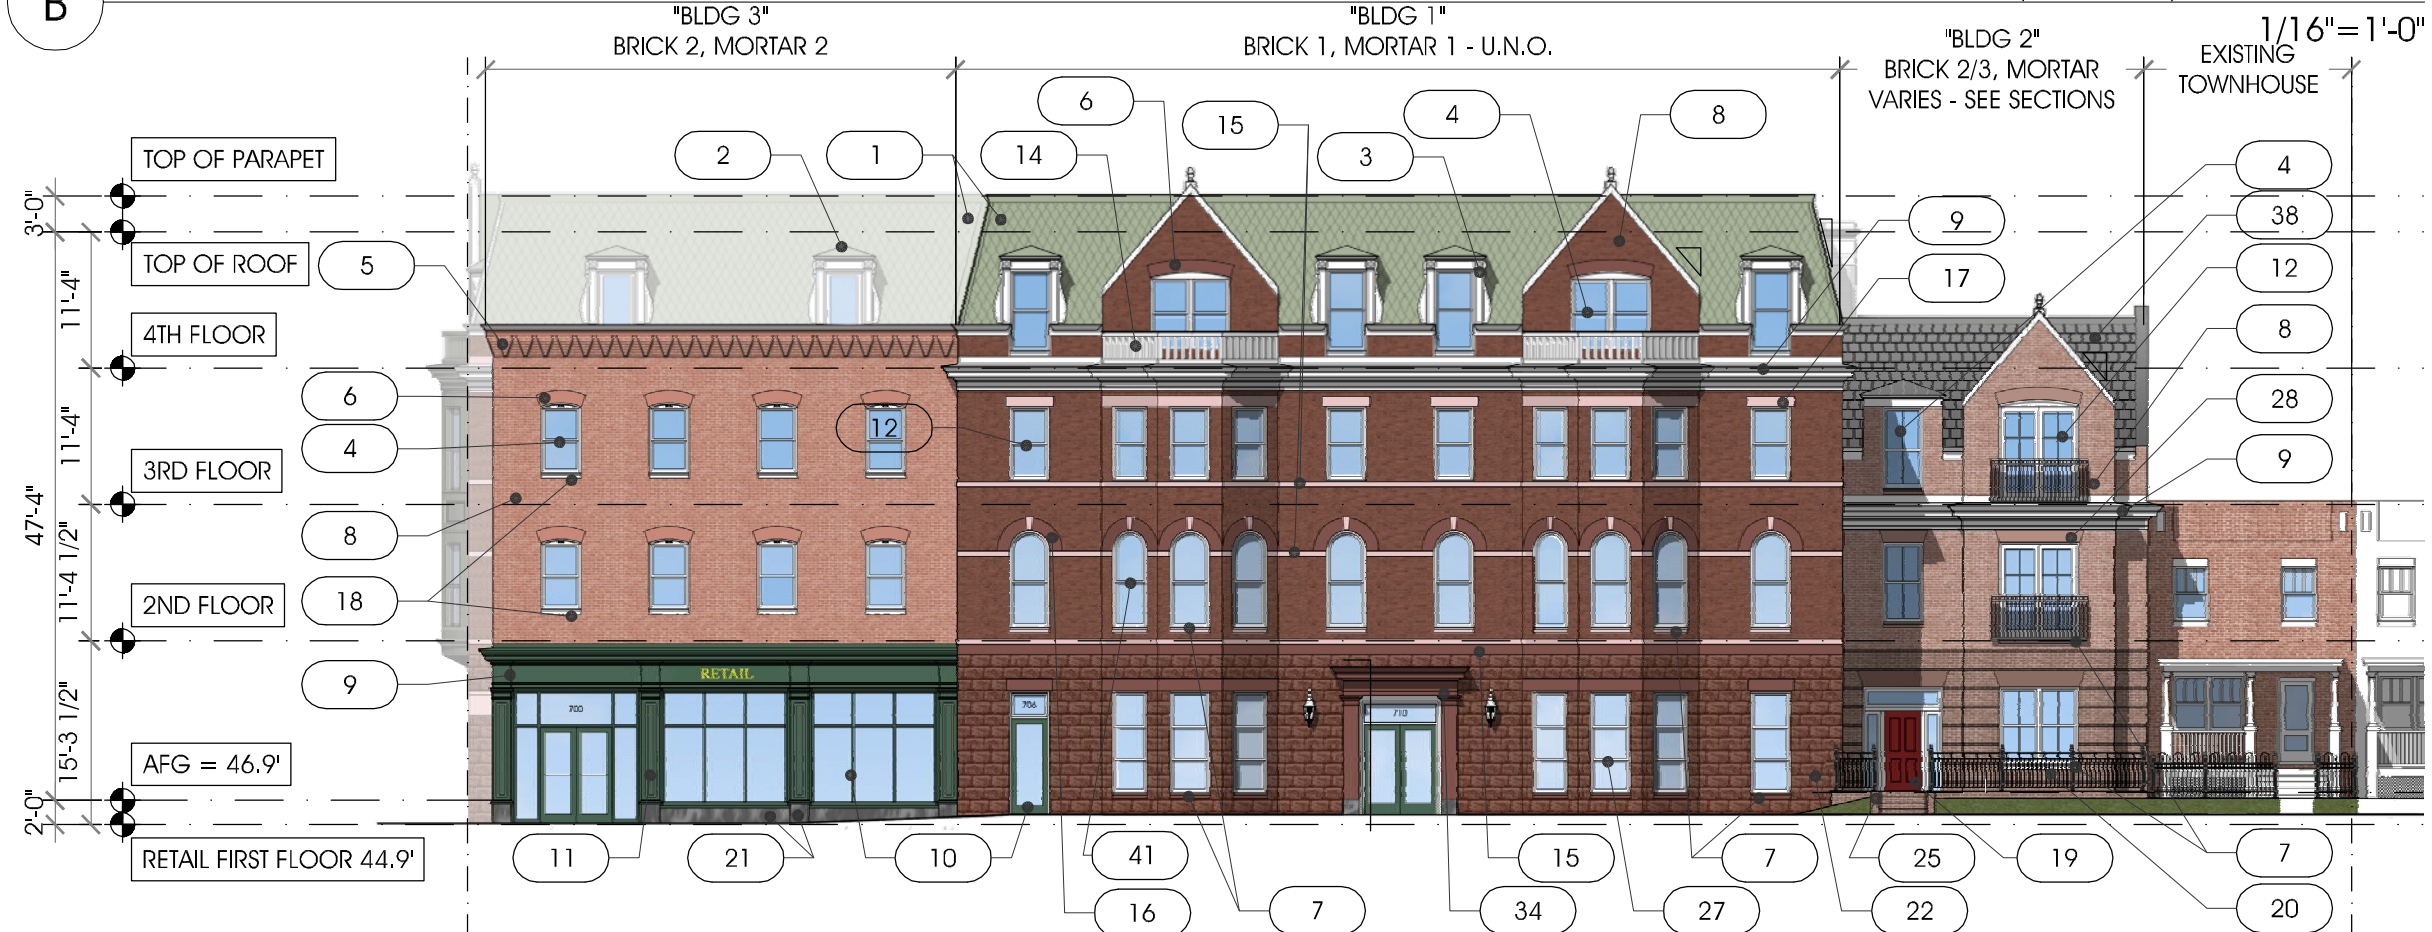 B
"BLDG 3"
BRICK 2, MORTAR 2
"BLDG 1"
BRICK 1, MORTAR 1 - U.N.O.
"BLDG 2"
BRICK 2/3, MORTAR
VARIES - SEE SECTIONS
1/16"=1'-0"
EXISTING
TOWNHOUSE
6
15
4
8
2
1
14
3
4
38
9
12
17
8
28
9
TOP OF PARAPET
3'-0"
TOP OF ROOF
5
11'-4"
4TH FLOOR
6
4
12
11'-4"
3RD FLOOR
47'-4"
8
11'-4 1/2"
2ND FLOOR
18
9
RETAIL
15'-3 1/2"
700
706
710
AFG = 46.9'
2'-0"
RETAIL FIRST FLOOR 44.9'
11
21
10
41
15
7
25
19
7
16
7
34
27
22
20